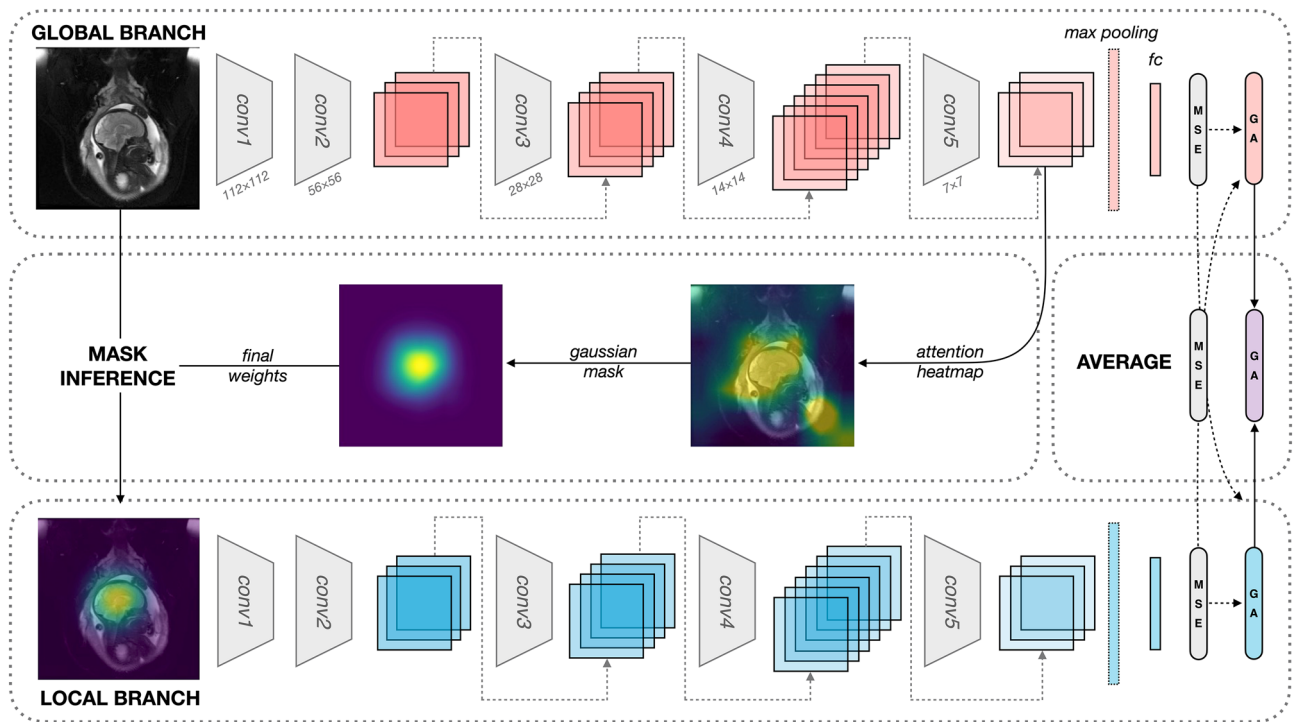 GLOBAL BRANCH
conv1
112×112
conv2
56×56
conv3
28×28
conv4
14×14
conv5
7×7
max pooling
fc
MSE
GA
MASK
INFERENCE
final
weights
gaussian
mask
attention
heatmap
AVERAGE
MSE
GA
conv1
conv2
conv3
conv4
conv5
MSE
GA
LOCAL BRANCH